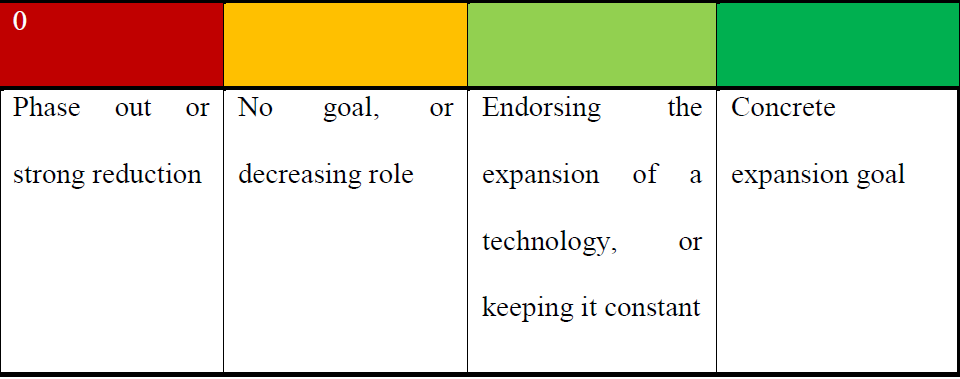 0
Phase out or
strong reduction
No goal, or
decreasing role
Endorsing the
expansion of a
technology, or
keeping it constant
Concrete
expansion goal